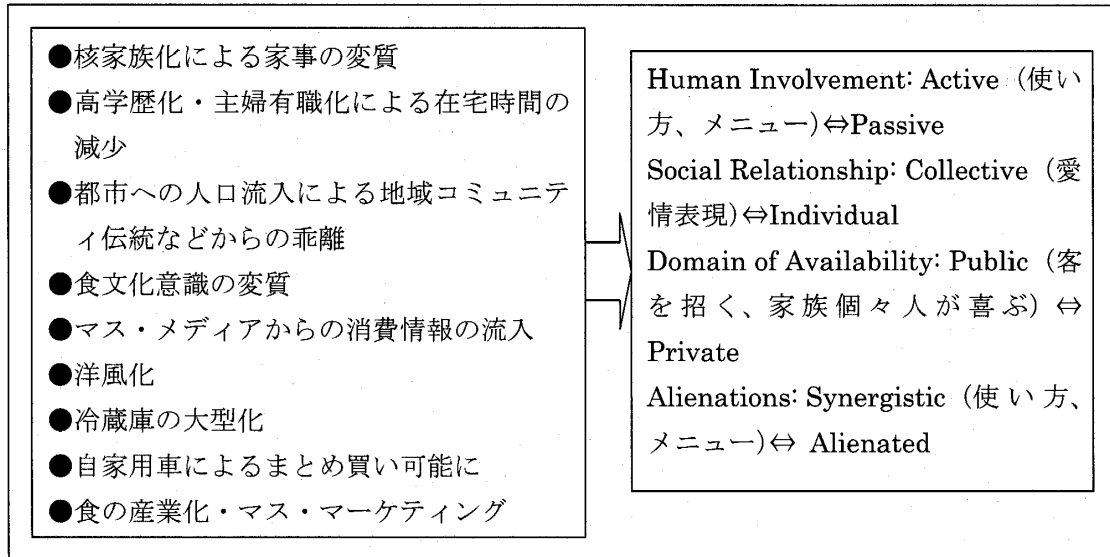 ●核家族化による家事の変質
●高学歴化・主婦有職化による在宅時間の
減少
●都市への人口流入による地域コミュニテ
ィ伝統などからの乖離
●食文化意識の変質
●マス・メディアからの消費情報の流入
●洋風化
●冷蔵庫の大型化
●自家用車によるまとめ買い可能に
●食の産業化・マス・マーケティング
Human Involvement: Active（使い
方、メニュー）⇔Passive
Social Relationship: Collective（愛
情表現）⇔Individual
Domain of Availability: Public（客
を招く、家族個々人が喜ぶ）⇔
Private
Alienations: Synergistic（使い方、
メニュー）⇔ Alienated